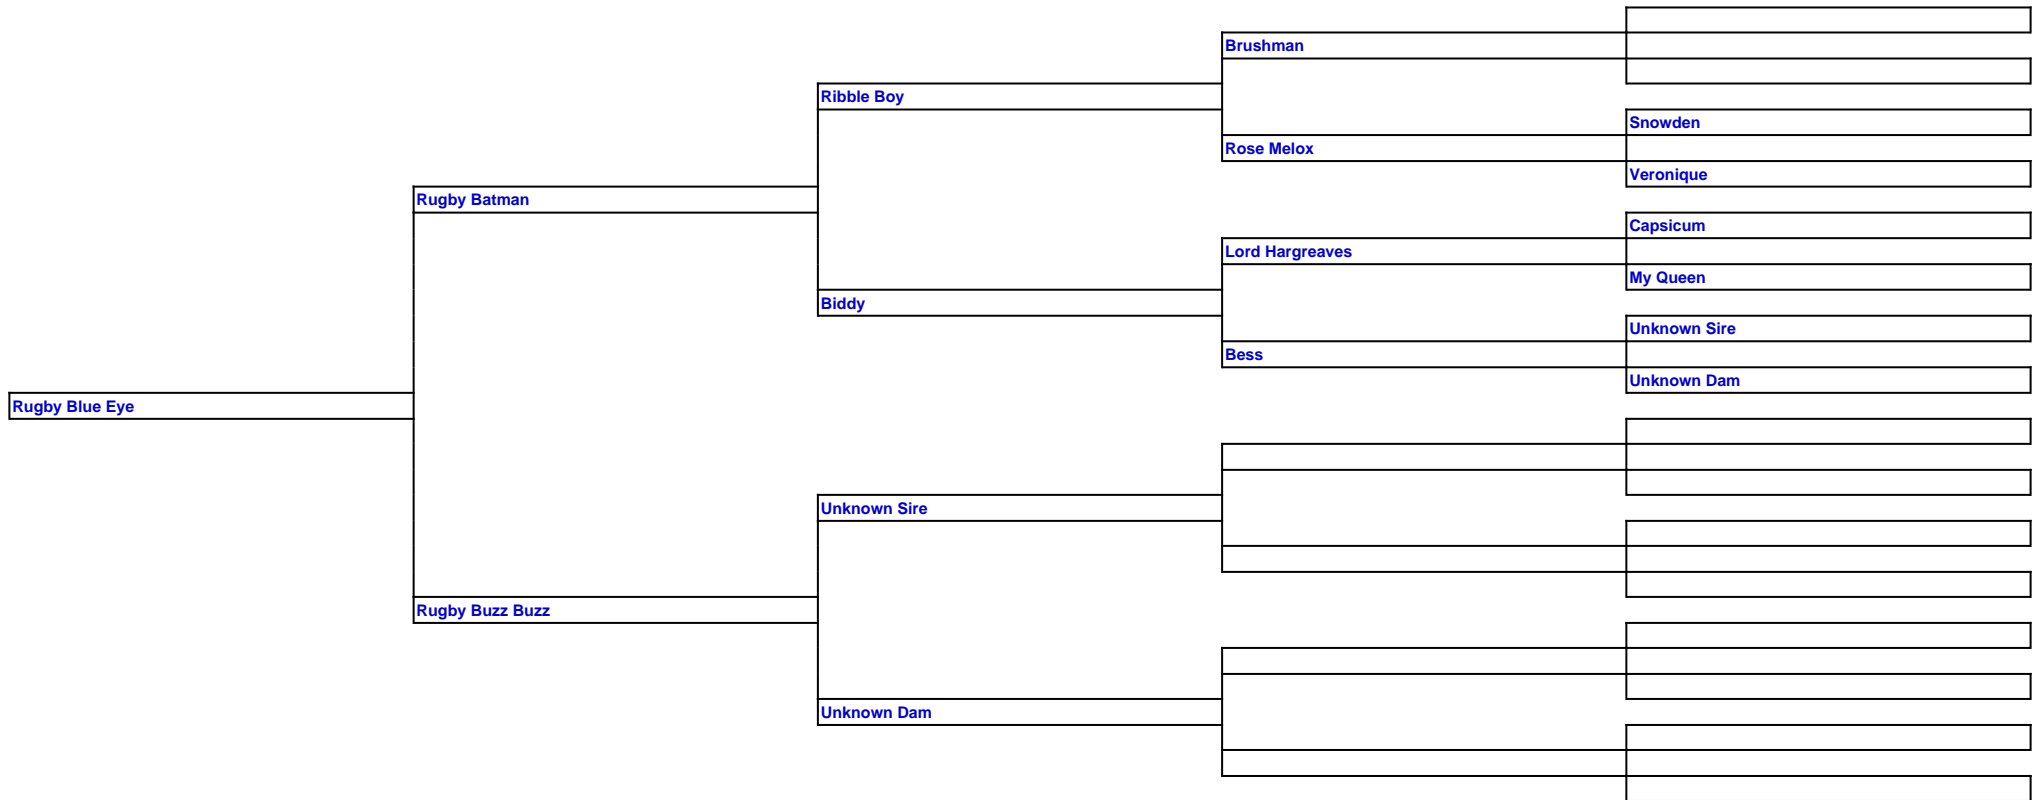 Brushman
Ribble Boy
Snowden
Rose Melox
Veronique
Rugby Batman
Capsicum
Lord Hargreaves
My Queen
Biddy
Unknown Sire
Bess
Unknown Dam
Rugby Blue Eye
Unknown Sire
Rugby Buzz Buzz
Unknown Dam